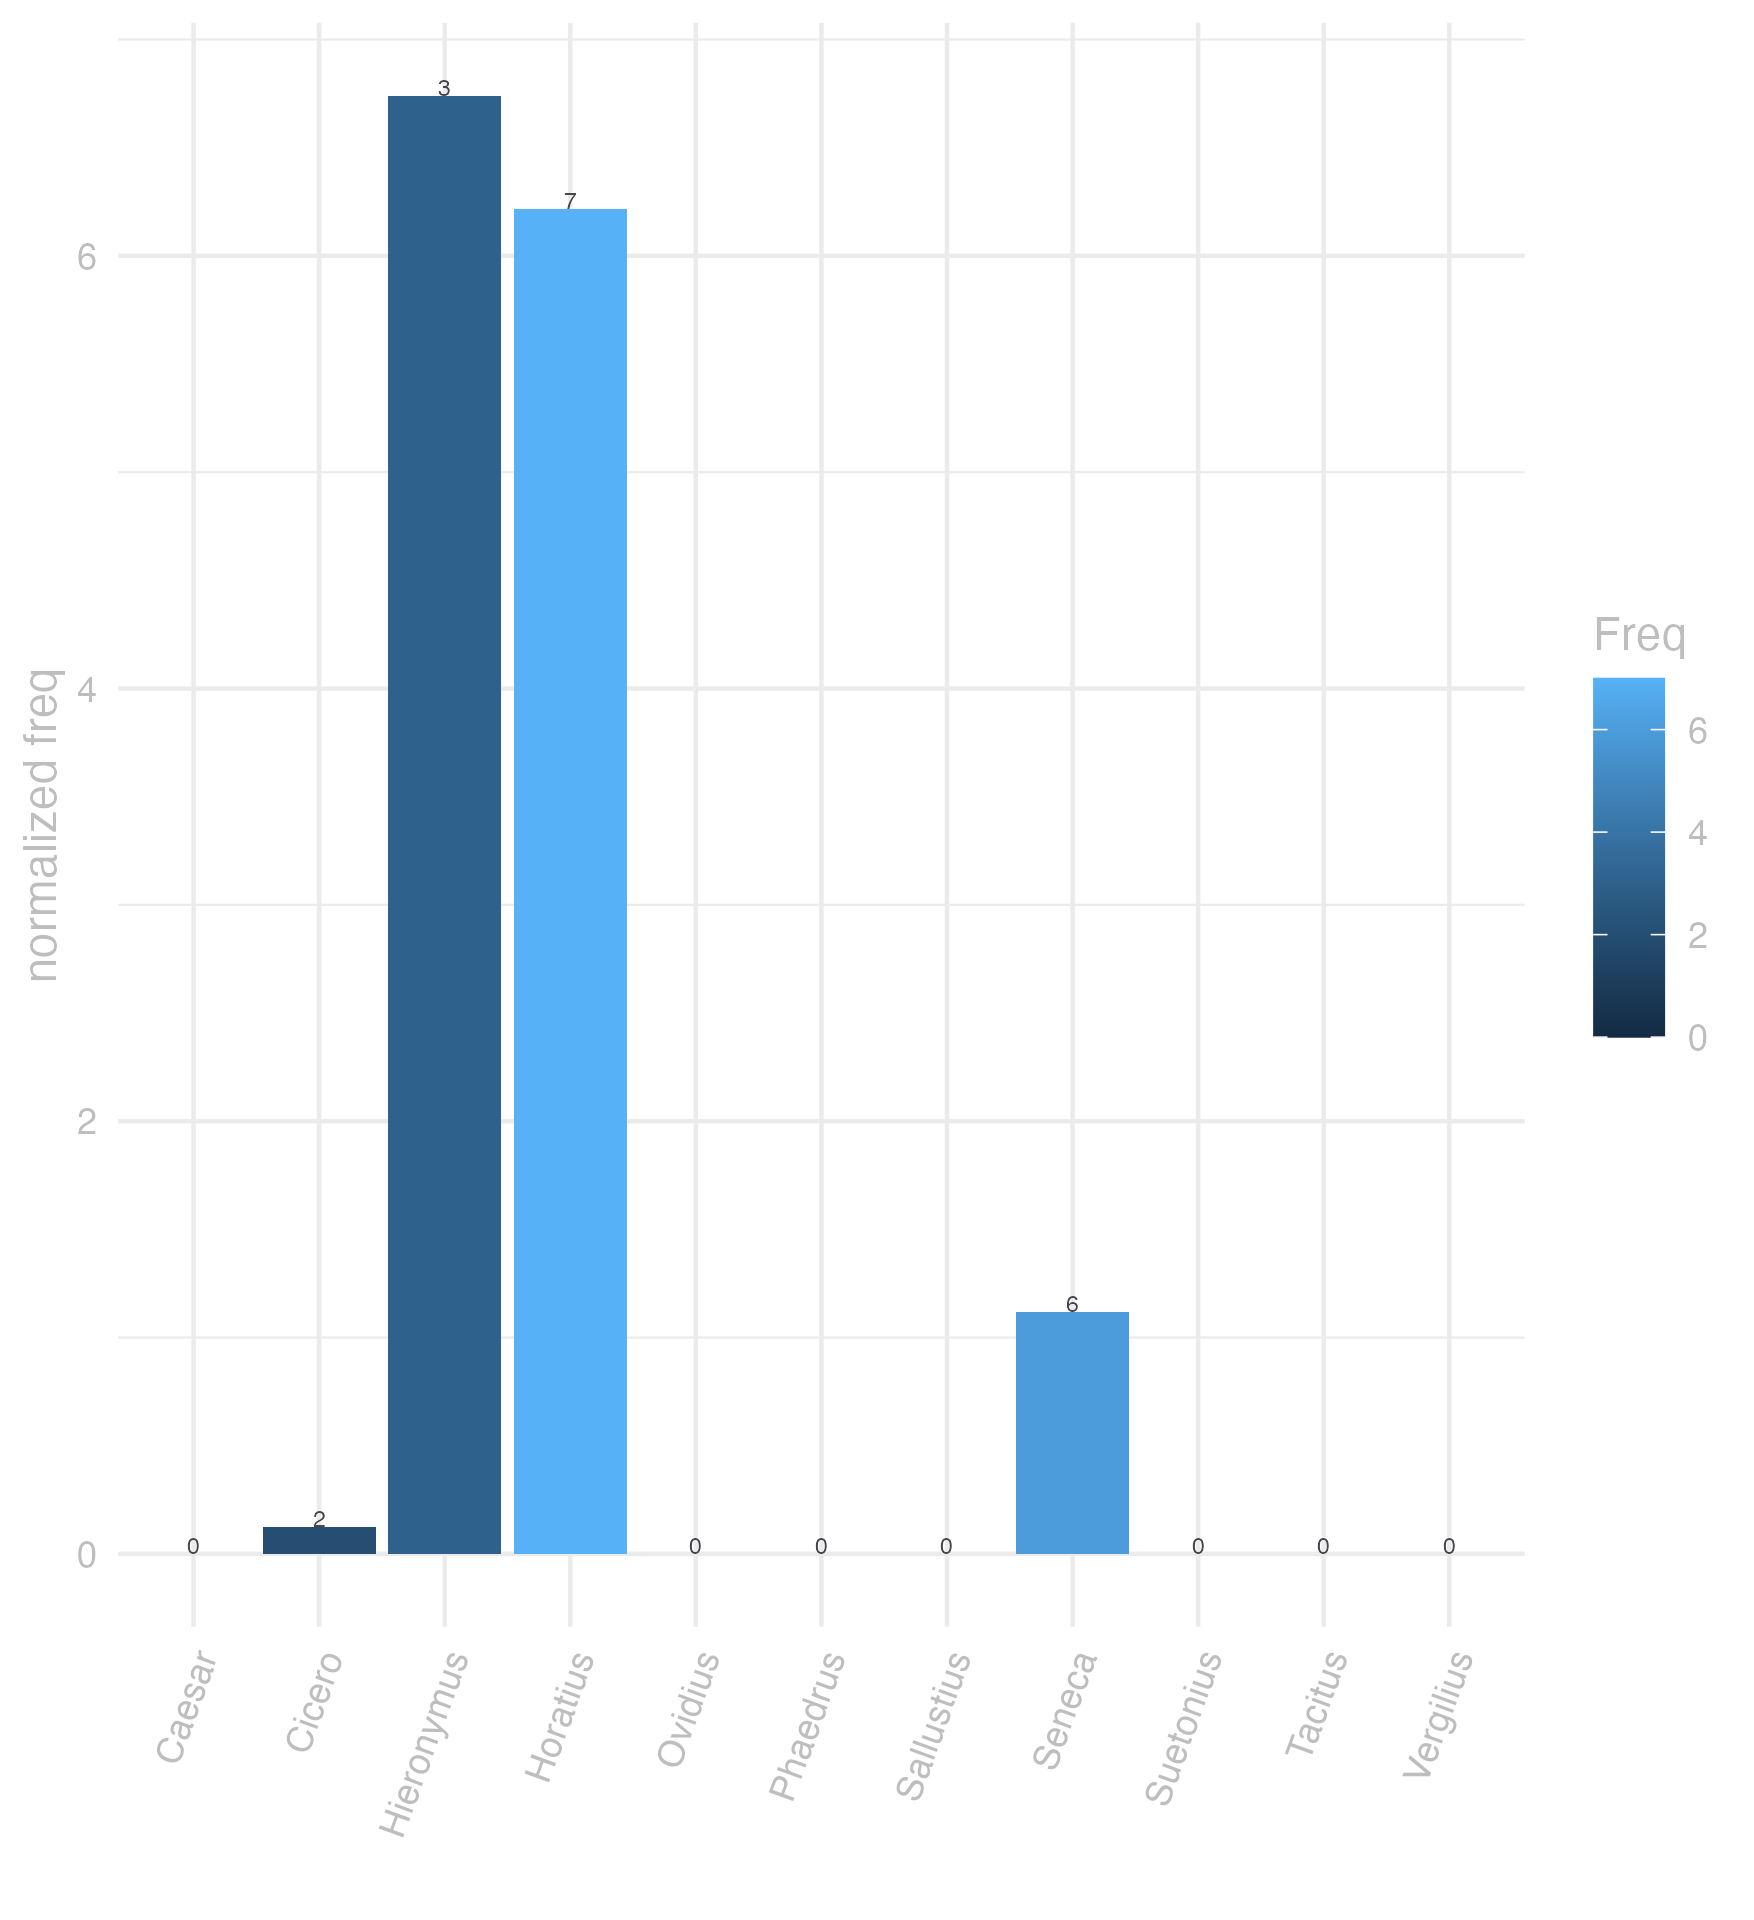 normalized freq
6
4
2
0
0
2
3
7
0
0
0
6
0
0
0
Caesar
Cicero
Hieronymus
Horatius
Ovidius
Phaedrus
Sallustius
Seneca
Suetonius
Tacitus
Vergilius
Freq
6
4
2
0